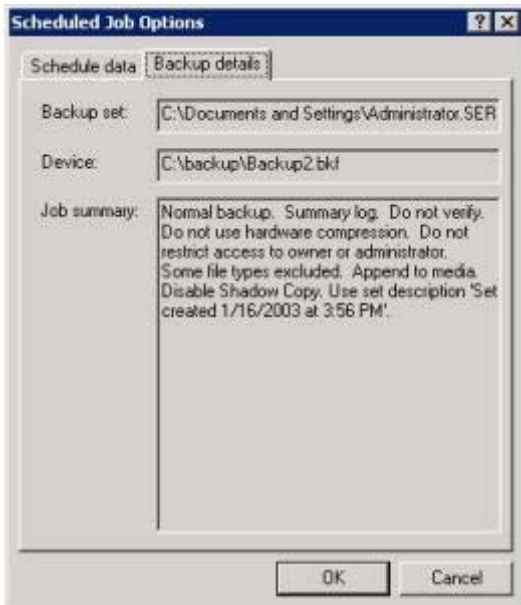 Scheduled Job Options
Schedule data
Backup details
Backup set:
C:\Documents and Settings\Administrator.SER
Device:
C:\backup\Backup2.bkf
Job summary:
Normal backup. Summary log. Do not verify.
Do not use hardware compression. Do not
restrict access to owner or administrator.
Some file types excluded. Append to media.
Disable Shadow Copy. Use set description 'Set
created 1/16/2003 at 3:56 PM'.
OK
Cancel